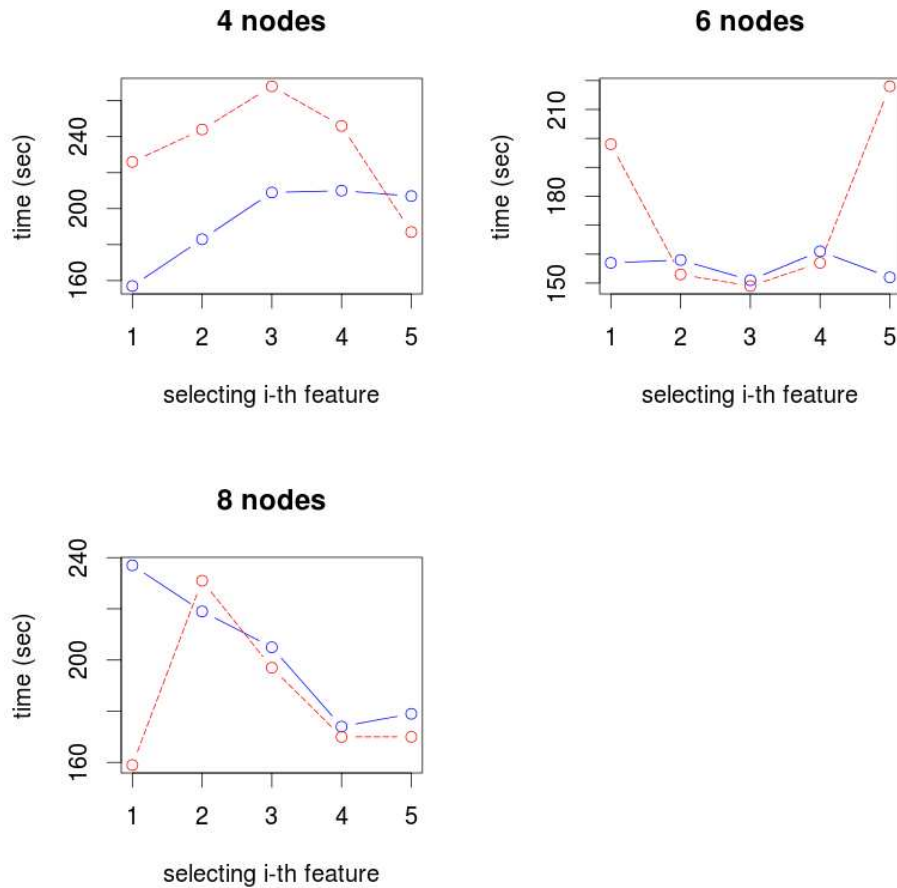 4 nodes
time (sec)
240
200
160
1 2 3 4 5
selecting i-th feature
6 nodes
time (sec)
210
180
150
1 2 3 4 5
selecting i-th feature
8 nodes
time (sec)
240
200
160
1 2 3 4 5
selecting i-th feature